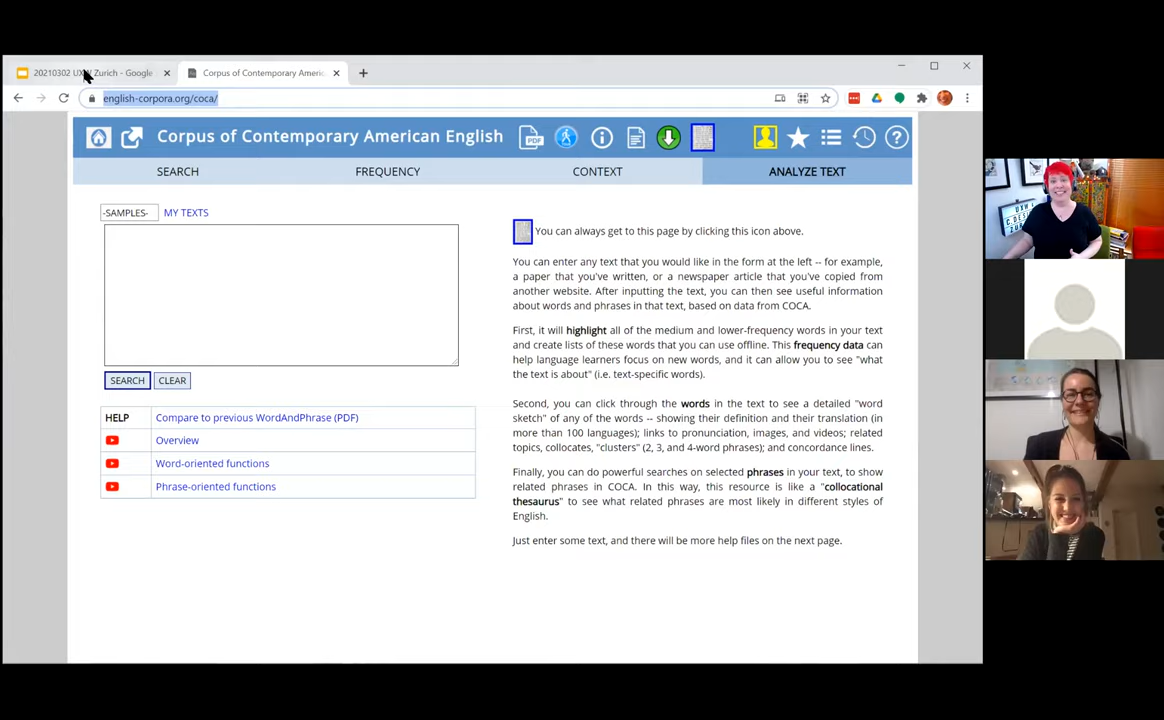 20210302 UXW Zurich - Google
Corpus of Contemporary Americ
english-corpora.org/coca/
Corpus of Contemporary American English
PDF
SEARCH
FREQUENCY
CONTEXT
ANALYZE TEXT
-SAMPLES-
MY TEXTS
SEARCH
CLEAR
HELP
Compare to previous WordAndPhrase (PDF)
Overview
Word-oriented functions
Phrase-oriented functions
You can always get to this page by clicking this icon above.
You can enter any text that you would like in the form at the left -- for example,
a paper that you've written, or a newspaper article that you've copied from
another website. After inputting the text, you can then see useful information
about words and phrases in that text, based on data from COCA.
First, it will highlight all of the medium and lower-frequency words in your text
and create lists of these words that you can use offline. This frequency data can
help language learners focus on new words, and it can allow you to see "what
the text is about" (i.e. text-specific words).
Second, you can click through the words in the text to see a detailed "word
sketch" of any of the words -- showing their definition and their translation (in
more than 100 languages); links to pronunciation, images, and videos; related
topics, collocates, "clusters" (2, 3, and 4-word phrases); and concordance lines.
Finally, you can do powerful searches on selected phrases in your text, to show
related phrases in COCA. In this way, this resource is like a "collocational
thesaurus" to see what related phrases are most likely in different styles of
English.
Just enter some text, and there will be more help files on the next page.